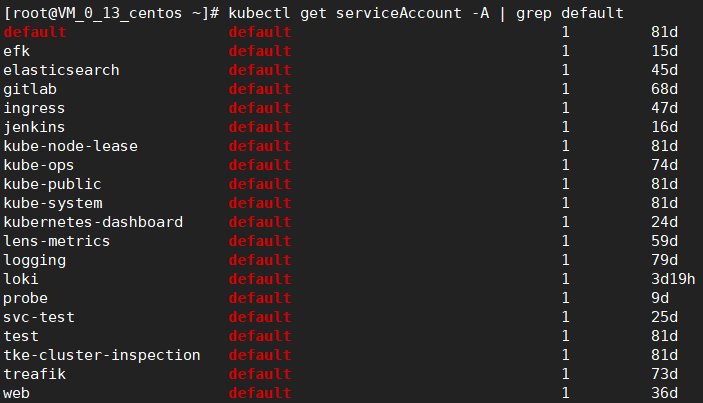 [root@VM_0_13_centos ~]# kubectl get serviceAccount -A | grep default
default default 1 81d
efk default 1 15d
elasticsearch default 1 45d
gitlab default 1 68d
ingress default 1 47d
jenkins default 1 16d
kube-node-lease default 1 81d
kube-ops default 1 74d
kube-public default 1 81d
kube-system default 1 81d
kubernetes-dashboard default 1 24d
lens-metrics default 1 59d
logging default 1 79d
loki default 1 3d19h
probe default 1 9d
svc-test default 1 25d
test default 1 81d
tke-cluster-inspection default 1 81d
treafik default 1 73d
web default 1 36d